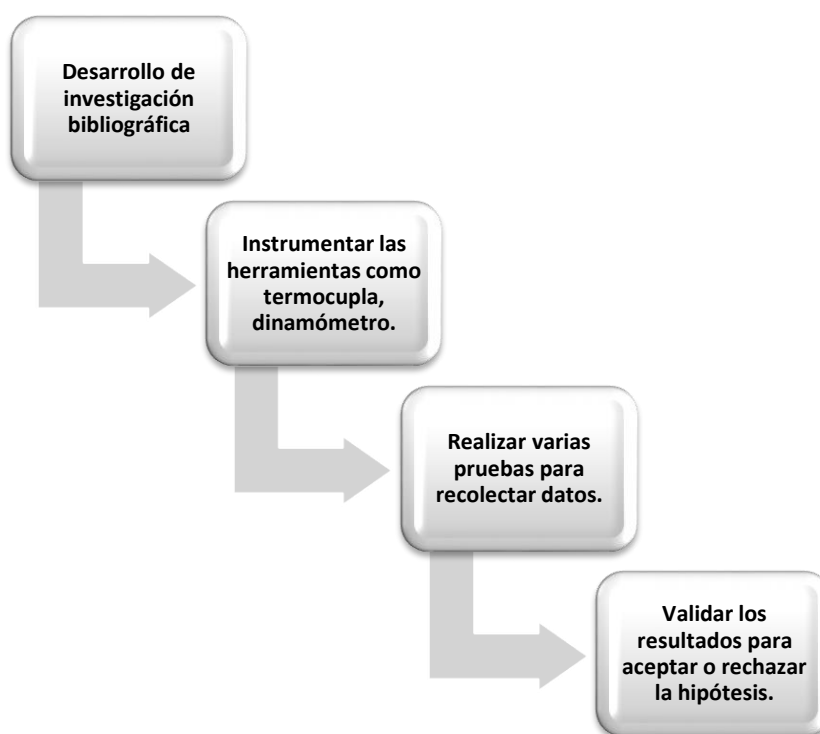 Desarrollo de
investigación
bibliográfica
Instrumentar las
herramientas como
termocupla,
dinamómetro.
Realizar varias
pruebas para
recolectar datos.
Validar los
resultados para
aceptar o rechazar
la hipótesis.